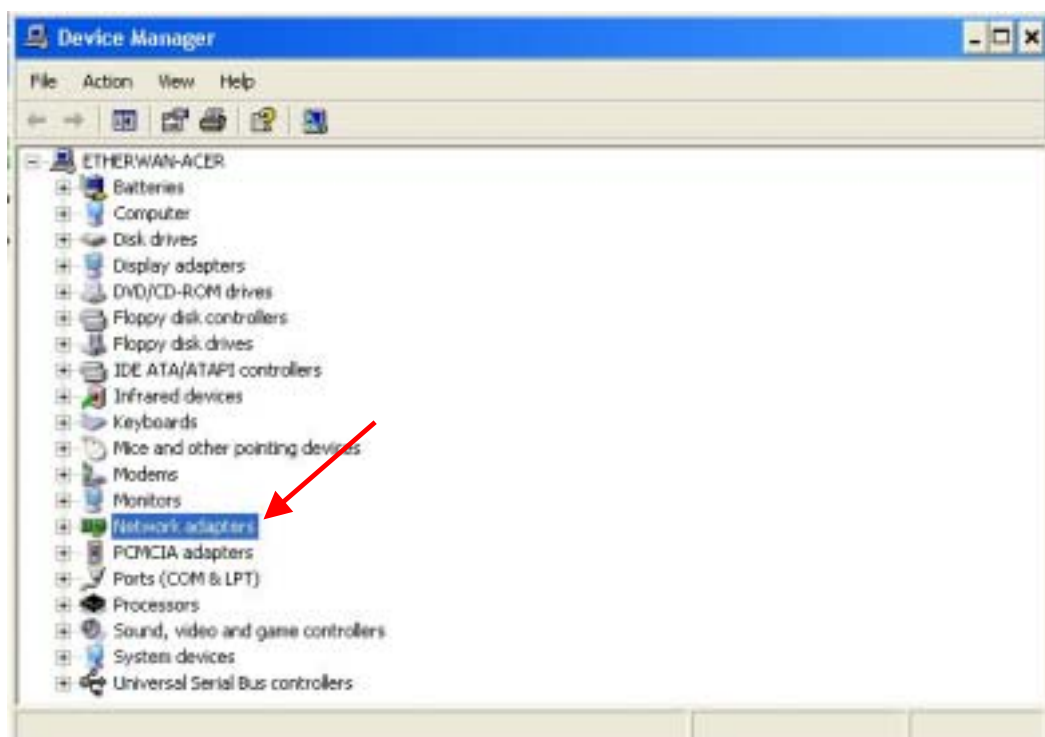 Device Manager
File Action View Help
ETHERWAN-ACER
Batteries
Computer
Disk drives
Display adapters
DVD/CD-ROM drives
Floppy disk controllers
Floppy disk drives
IDE ATA/ATAPI controllers
Infrared devices
Keyboards
Mice and other pointing devices
Modems
Monitors
Network adapters
PCMCIA adapters
Ports (COM & LPT)
Processors
Sound, video and game controllers
System devices
Universal Serial Bus controllers